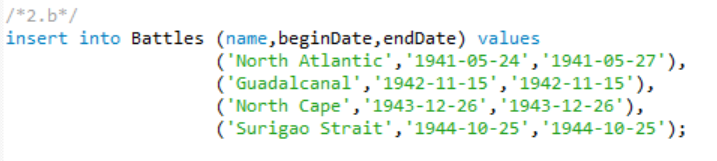 /*2.b*/
insert into Battles (name,beginDate,endDate) values
('North Atlantic','1941-05-24','1941-05-27'),
('Guadalcanal','1942-11-15','1942-11-15'),
('North Cape','1943-12-26','1943-12-26'),
('Surigao Strait','1944-10-25','1944-10-25');